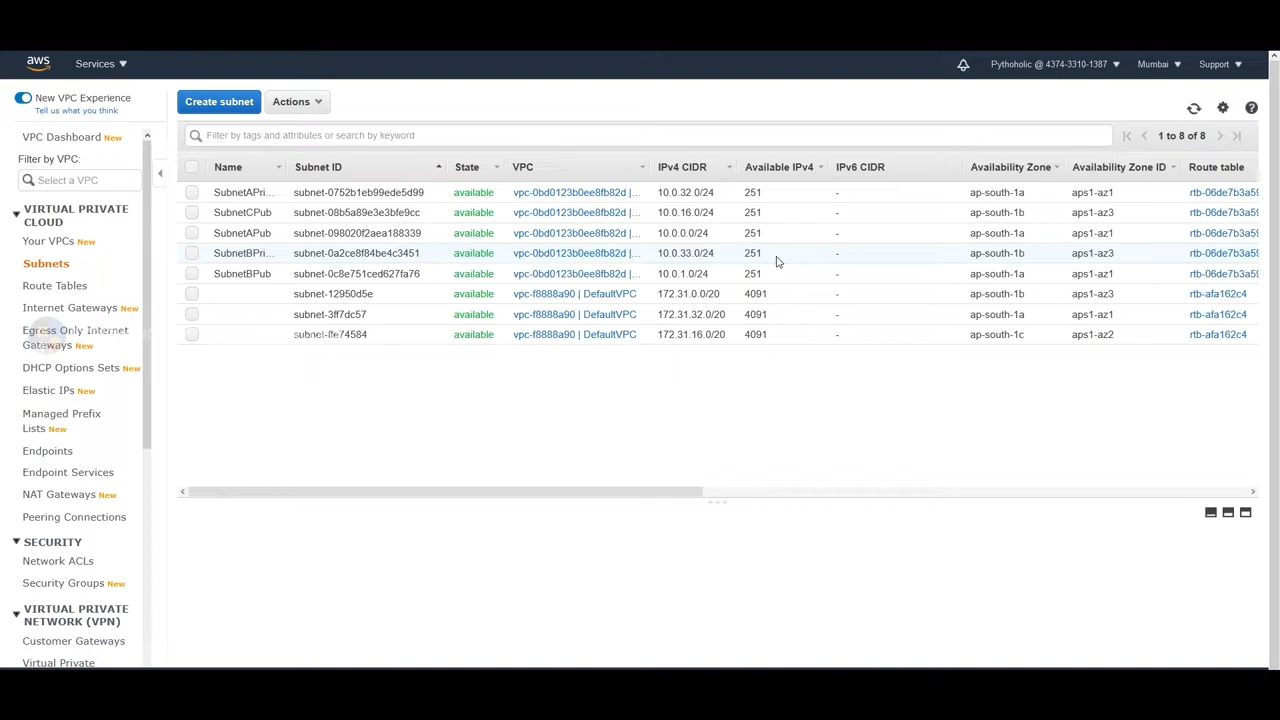 aws Services Pythoholic @ 4374-3310-1387 Mumbai Support
New VPC Experience
Tell us what you think
Create subnet Actions
VPC Dashboard New
Filter by VPC:
Select a VPC
VIRTUAL PRIVATE
CLOUD
Your VPCs New
Subnets
Route Tables
Internet Gateways New
Egress Only Internet
Gateways New
DHCP Options Sets New
Elastic IPs New
Managed Prefix
Lists New
Endpoints
Endpoint Services
NAT Gateways New
Peering Connections
SECURITY
Network ACLs
Security Groups New
VIRTUAL PRIVATE
NETWORK (VPN)
Customer Gateways
Virtual Private
Filter by tags and attributes or search by keyword 1 to 8 of 8
Name Subnet ID State VPC IPv4 CIDR Available IPv4 IPv6 CIDR Availability Zone Availability Zone ID Route table
SubnetAPri... subnet-0752b1eb99ede5d99 available vpc-0bd0123b0ee8fb82d |... 10.0.32.0/24 251 - ap-south-1a aps1-az1 rtb-06de7b3a59
SubnetCPub subnet-08b5a89e3e3bfe9cc available vpc-0bd0123b0ee8fb82d |... 10.0.16.0/24 251 - ap-south-1b aps1-az3 rtb-06de7b3a59
SubnetAPub subnet-098020f2aea188339 available vpc-0bd0123b0ee8fb82d |... 10.0.0.0/24 251 - ap-south-1a aps1-az1 rtb-06de7b3a59
SubnetBPri... subnet-0a2ce8f84be4c3451 available vpc-0bd0123b0ee8fb82d |... 10.0.33.0/24 251 - ap-south-1b aps1-az3 rtb-06de7b3a59
SubnetBPub subnet-0c8e751ced627fa76 available vpc-0bd0123b0ee8fb82d |... 10.0.1.0/24 251 - ap-south-1a aps1-az1 rtb-06de7b3a59
subnet-12950d5e available vpc-f8888a90 | DefaultVPC 172.31.0.0/20 4091 - ap-south-1b aps1-az3 rtb-afa162c4
subnet-3ff7dc57 available vpc-f8888a90 | DefaultVPC 172.31.32.0/20 4091 - ap-south-1a aps1-az1 rtb-afa162c4
subnet-ffe74584 available vpc-f8888a90 | DefaultVPC 172.31.16.0/20 4091 - ap-south-1c aps1-az2 rtb-afa162c4